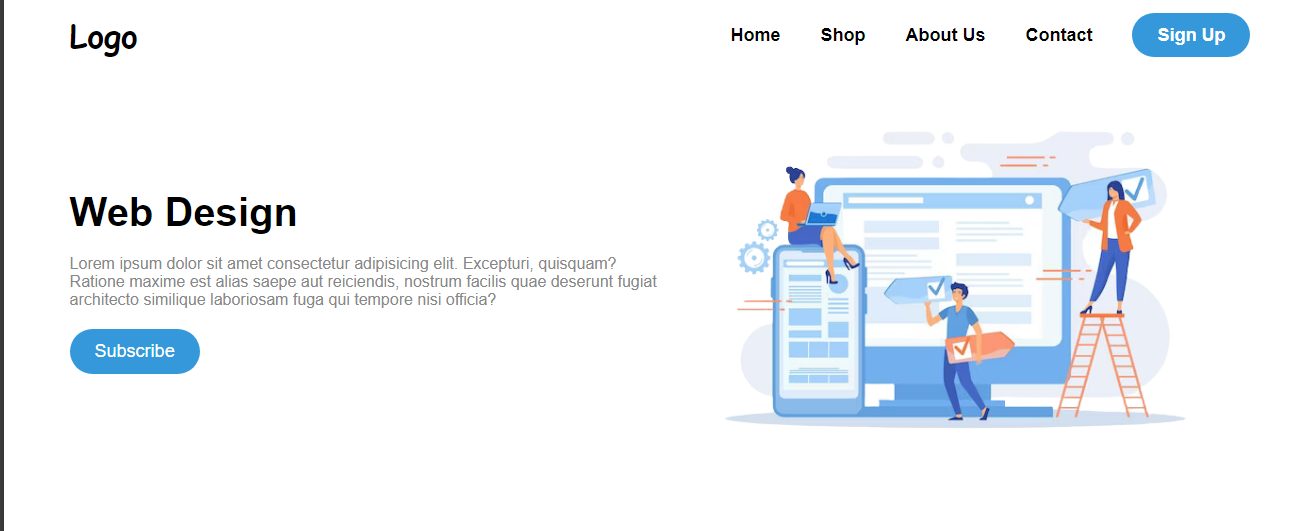 Logo
Home Shop About Us Contact Sign Up
Web Design
Lorem ipsum dolor sit amet consectetur adipisicing elit. Excepturi, quisquam?
Ratione maxime est alias saepe aut reiciendis, nostrum facilis quae deserunt fugiat
architecto similique laboriosam fuga qui tempore nisi officia?
Subscribe